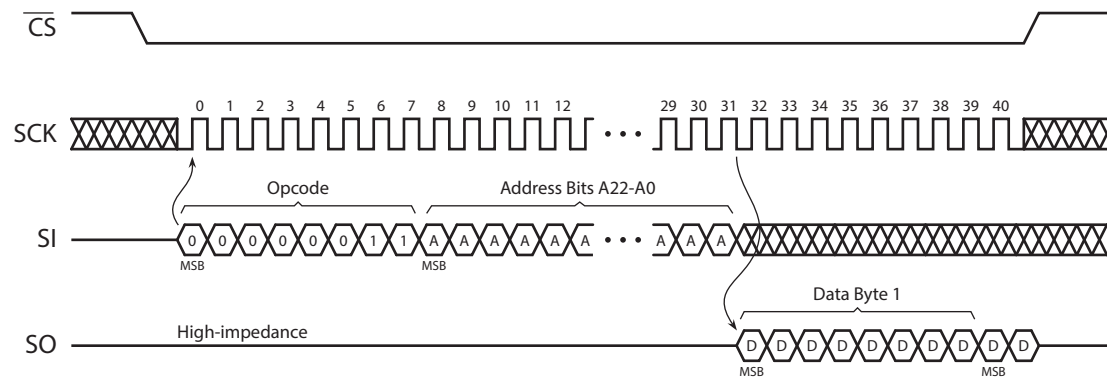 CS
0 1 2 3 4 5 6 7 8 9 10 11 12 29 30 31 32 33 34 35 36 37 38 39 40
SCK
Opcode Address Bits A22-A0
SI 0 0 0 0 0 0 1 1 A A A A A A A A A
MSB MSB
Data Byte 1
High-impedance
SO D D D D D D D D D D
MSB MSB